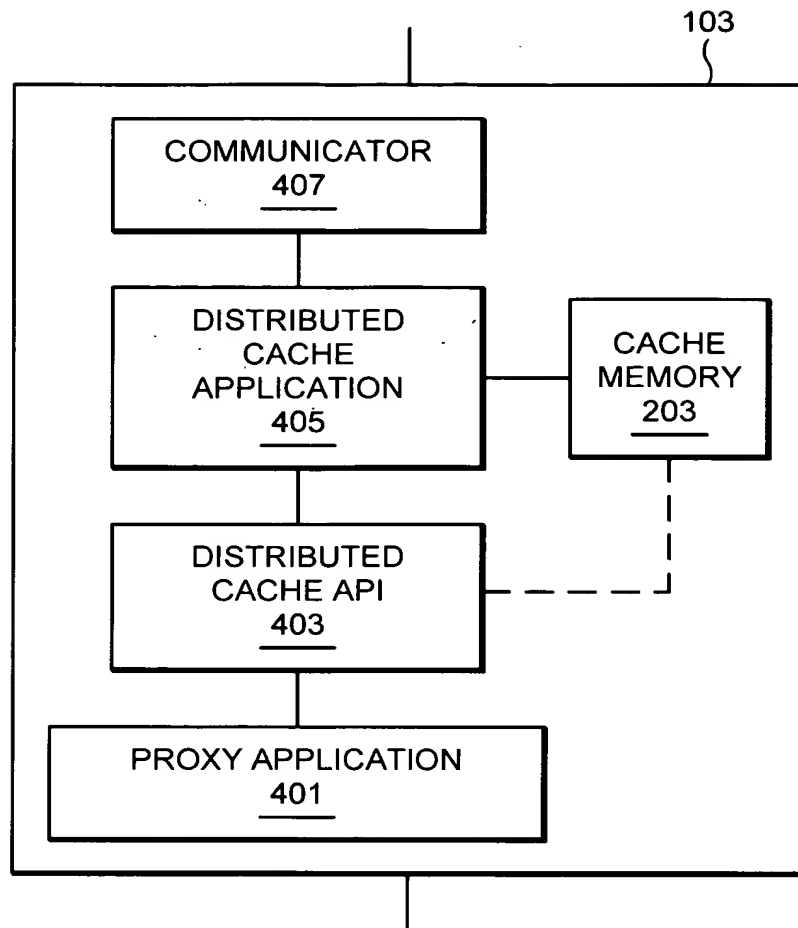 103
COMMUNICATOR
407
DISTRIBUTED
CACHE
APPLICATION
405
CACHE
MEMORY
203
DISTRIBUTED
CACHE API
403
PROXY APPLICATION
401